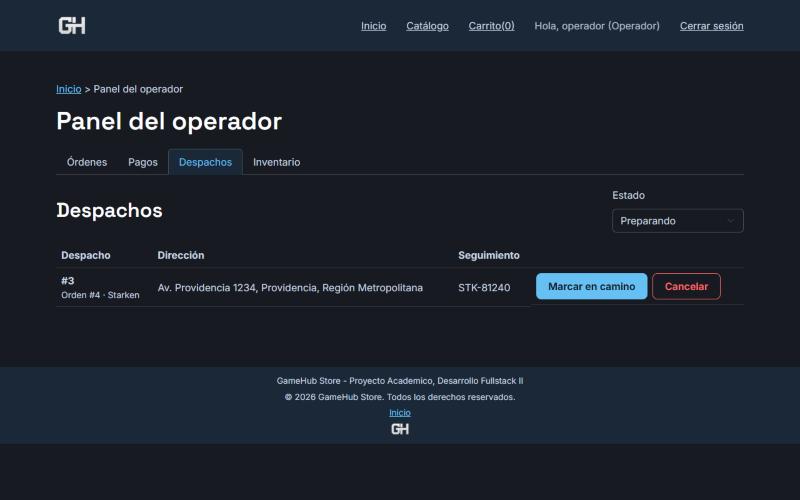 GH
Inicio Catálogo Carrito(0) Hola, operador (Operador) Cerrar sesión
Inicio > Panel del operador
Panel del operador
Órdenes Pagos Despachos Inventario
Despachos
Estado
Preparando
Despacho Dirección Seguimiento
#3
Orden #4 · Starken
Av. Providencia 1234, Providencia, Región Metropolitana
STK-81240
Marcar en camino Cancelar
GameHub Store - Proyecto Academico, Desarrollo Fullstack II
© 2026 GameHub Store. Todos los derechos reservados.
Inicio
GH